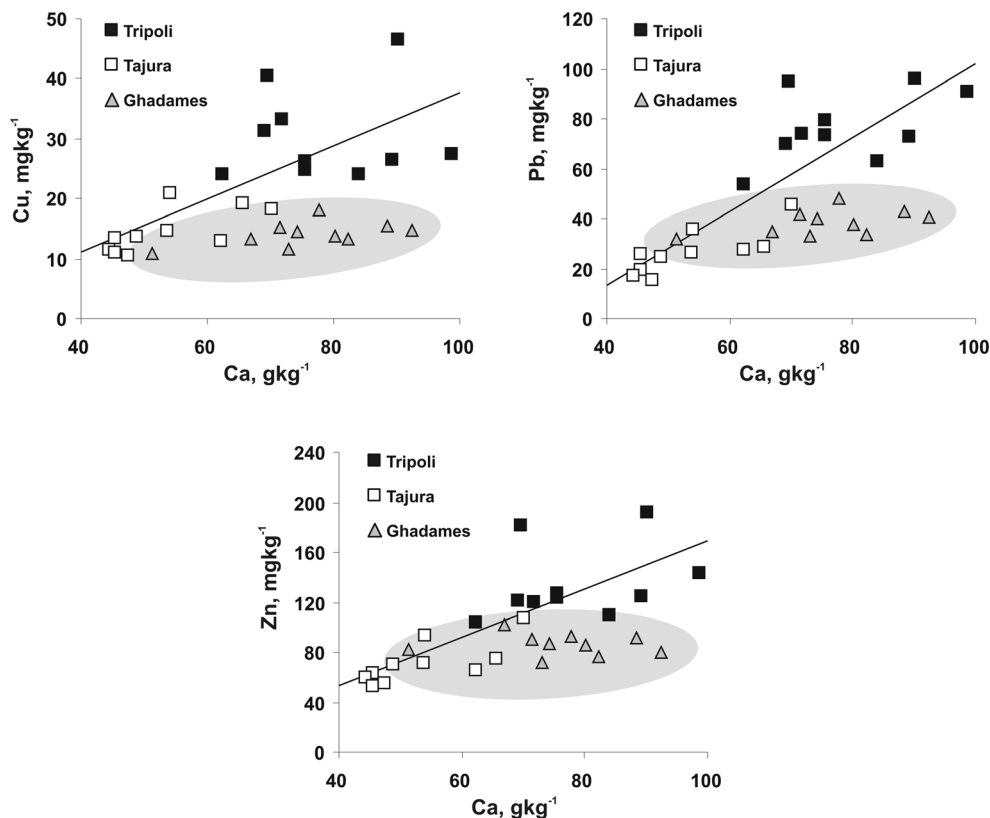 50
40
30
20
10
0
Cu, mgkg-1
Tripoli
Tajura
Ghadames
40 60 80 100
Ca, gkg-1
120
100
80
60
40
20
0
Pb, mgkg-1
Tripoli
Tajura
Ghadames
40 60 80 100
Ca, gkg-1
240
200
160
120
80
40
0
Zn, mgkg-1
Tripoli
Tajura
Ghadames
40 60 80 100
Ca, gkg-1